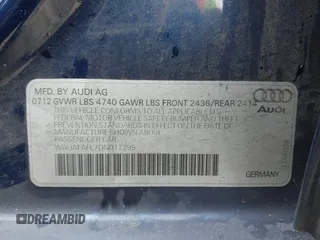 MFD. BY AUDI AG
0712 GVWR LBS 4740 GAWR LBS FRONT 2436/REAR 2414
THIS VEHICLE CONFORMS TO ALL APPLICABLE
FEDERAL MOTOR VEHICLE SAFETY, BUMPER AND THEFT
PREVENTION STANDARDS IN EFFECT ON THE DATE OF
MANUFACTURE SHOWN ABOVE
PASSENGER CAR
Audi
GERMANY
DREAMBID